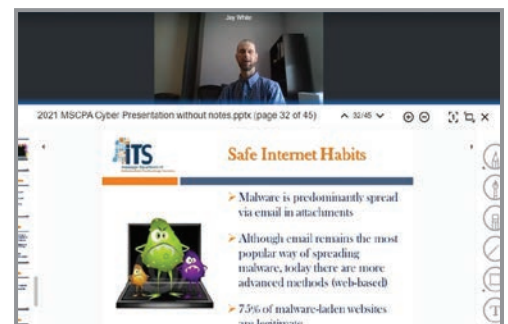 Jay White
2021 MSCPA Cyber Presentation without notes.pptx (page 32 of 45)
32/45
iTS
Safe Internet Habits
Malware is predominantly spread
via email in attachments
Although email remains the most
popular way of spreading
malware, today there are more
advanced methods (web-based)
75% of malware-laden websites
are legitimate
T